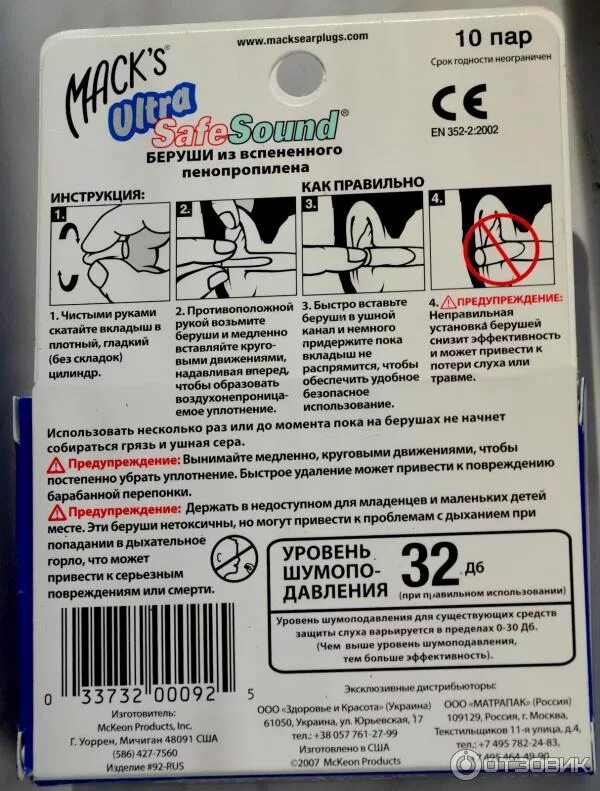 www.macksearplugs.com
10 пар
Срок годности неограничен
MACK'S®
Ultra
SafeSound®
CE
EN 352-2:2002
БЕРУШИ из вспененного
пенопропилена
ИНСТРУКЦИЯ:
КАК ПРАВИЛЬНО
1.
2.
3.
4.
1. Чистыми руками
скатайте вкладыш в
плотный, гладкий
(без складок)
цилиндр.
2. Противоположной
рукой возьмите
беруши и медленно
вставляйте круго-
выми движениями,
надавливая вперед,
чтобы образовать
воздухонепроница-
емое уплотнение.
3. Быстро вставьте
беруши в ушной
канал и немного
придержите пока
вкладыш не
распрямится, чтобы
обеспечить удобное
безопасное
использование.
4. ПРЕДУПРЕЖДЕНИЕ:
Неправильная
установка берушей
снизит эффективность
и может привести к
потери слуха или
травме.
Использовать несколько раз или до момента пока на берушах не начнет
собираться грязь и ушная сера.
Предупреждение: Вынимайте медленно, круговыми движениями, чтобы
постепенно убрать уплотнение. Быстрое удаление может привести к повреждению
барабанной перепонки.
Предупреждение: Держать в недоступном для младенцев и маленьких детей
месте. Эти беруши нетоксичны, но могут привести к проблемам с дыханием при
попадании в дыхательное
горло, что может
привести к серьезным
повреждениям или смерти.
УРОВЕНЬ
ШУМОПО-
ДАВЛЕНИЯ
32 Дб
(при правильном использовании)
Уровень шумоподавления для существующих средств
защиты слуха варьируется в пределах 0-30 Дб.
(Чем выше уровень шумоподавления,
тем больше эффективность).
0 33732 00092 5
Изготовитель:
McKeon Products, Inc.
Г. Уоррен, Мичиган 48091 США
(586) 427-7560
Изделие #92-RUS
Эксклюзивные дистрибьюторы:
ООО «Здоровье и Красота» (Украина)
61050, Украина, ул. Юрьевская, 17
тел.: +38 057 761-27-99
Изготовлено в США
©2007 McKeon Products
ООО «МАТРАПАК» (Россия)
109129, Россия, г. Москва,
Текстильщиков 11-я улица, д.4,
тел.: +7 495 782-24-83,
+7 495 464-49-90
ОТЗОВИК